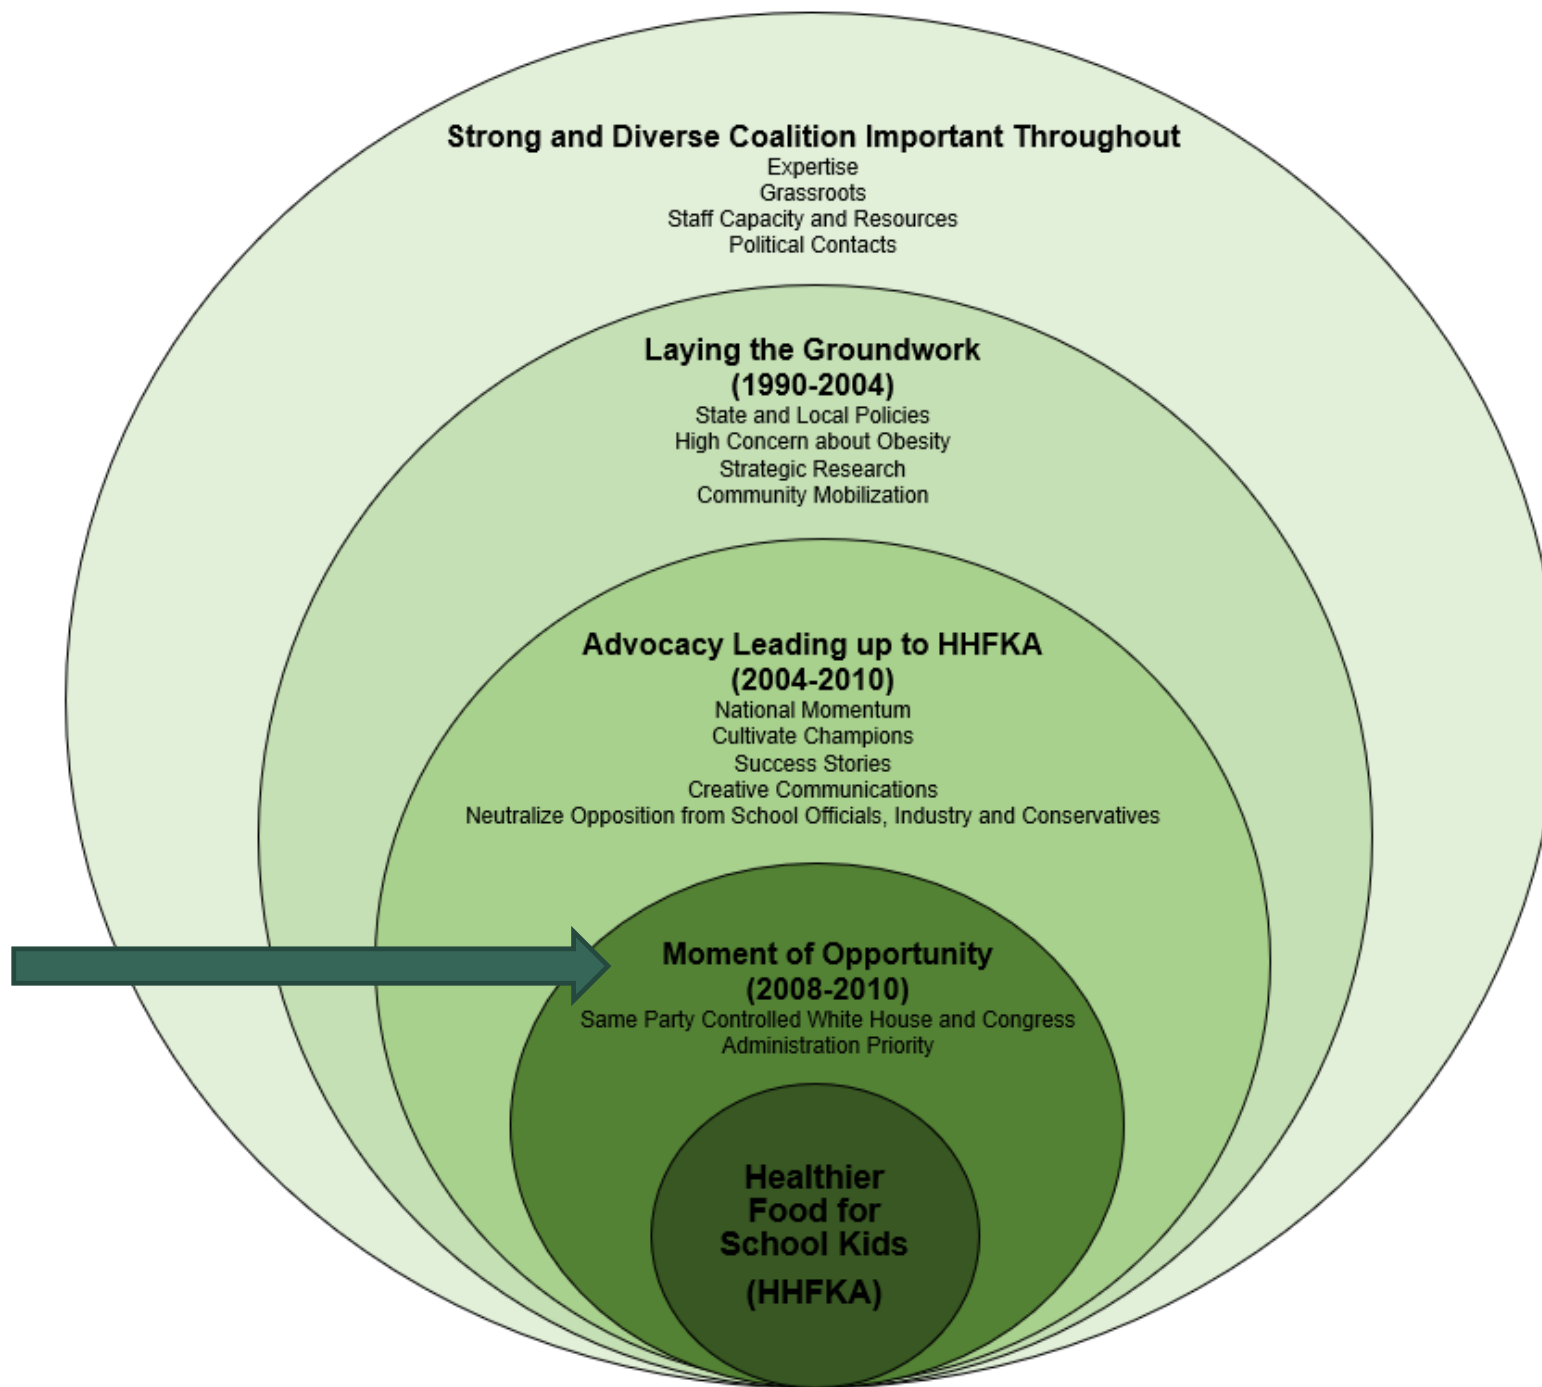 Strong and Diverse Coalition Important Throughout
Expertise
Grassroots
Staff Capacity and Resources
Political Contacts
Laying the Groundwork
(1990-2004)
State and Local Policies
High Concern about Obesity
Strategic Research
Community Mobilization
Advocacy Leading up to HHFKA
(2004-2010)
National Momentum
Cultivate Champions
Success Stories
Creative Communications
Neutralize Opposition from School Officials, Industry and Conservatives
Moment of Opportunity
(2008-2010)
Same Party Controlled White House and Congress
Administration Priority
Healthier
Food for
School Kids
(HHFKA)